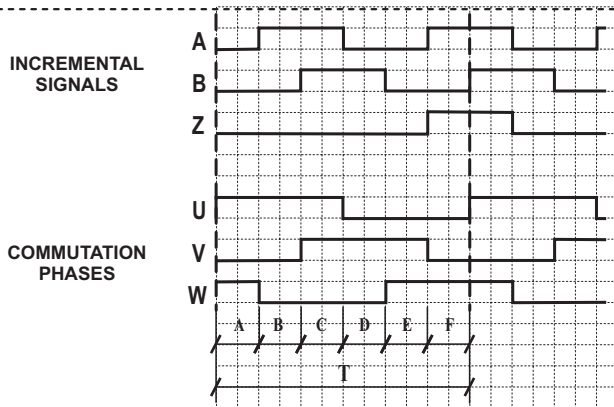 INCREMENTAL
SIGNALS
A
B
Z
COMMUTATION
PHASES
U
V
W
A B C D E F
T